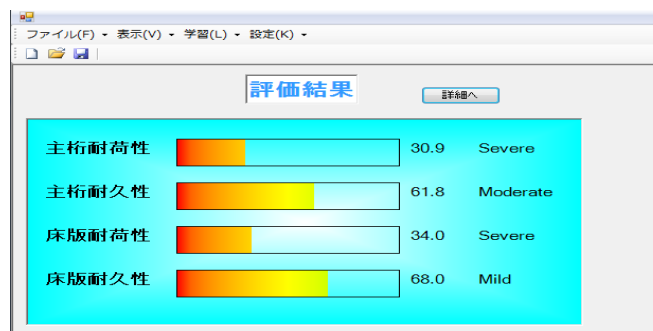 ファイル(F) 表示(V) 学習(L) 設定(K)
評価結果 詳細へ
主桁耐荷性 30.9 Severe
主桁耐久性 61.8 Moderate
床版耐荷性 34.0 Severe
床版耐久性 68.0 Mild